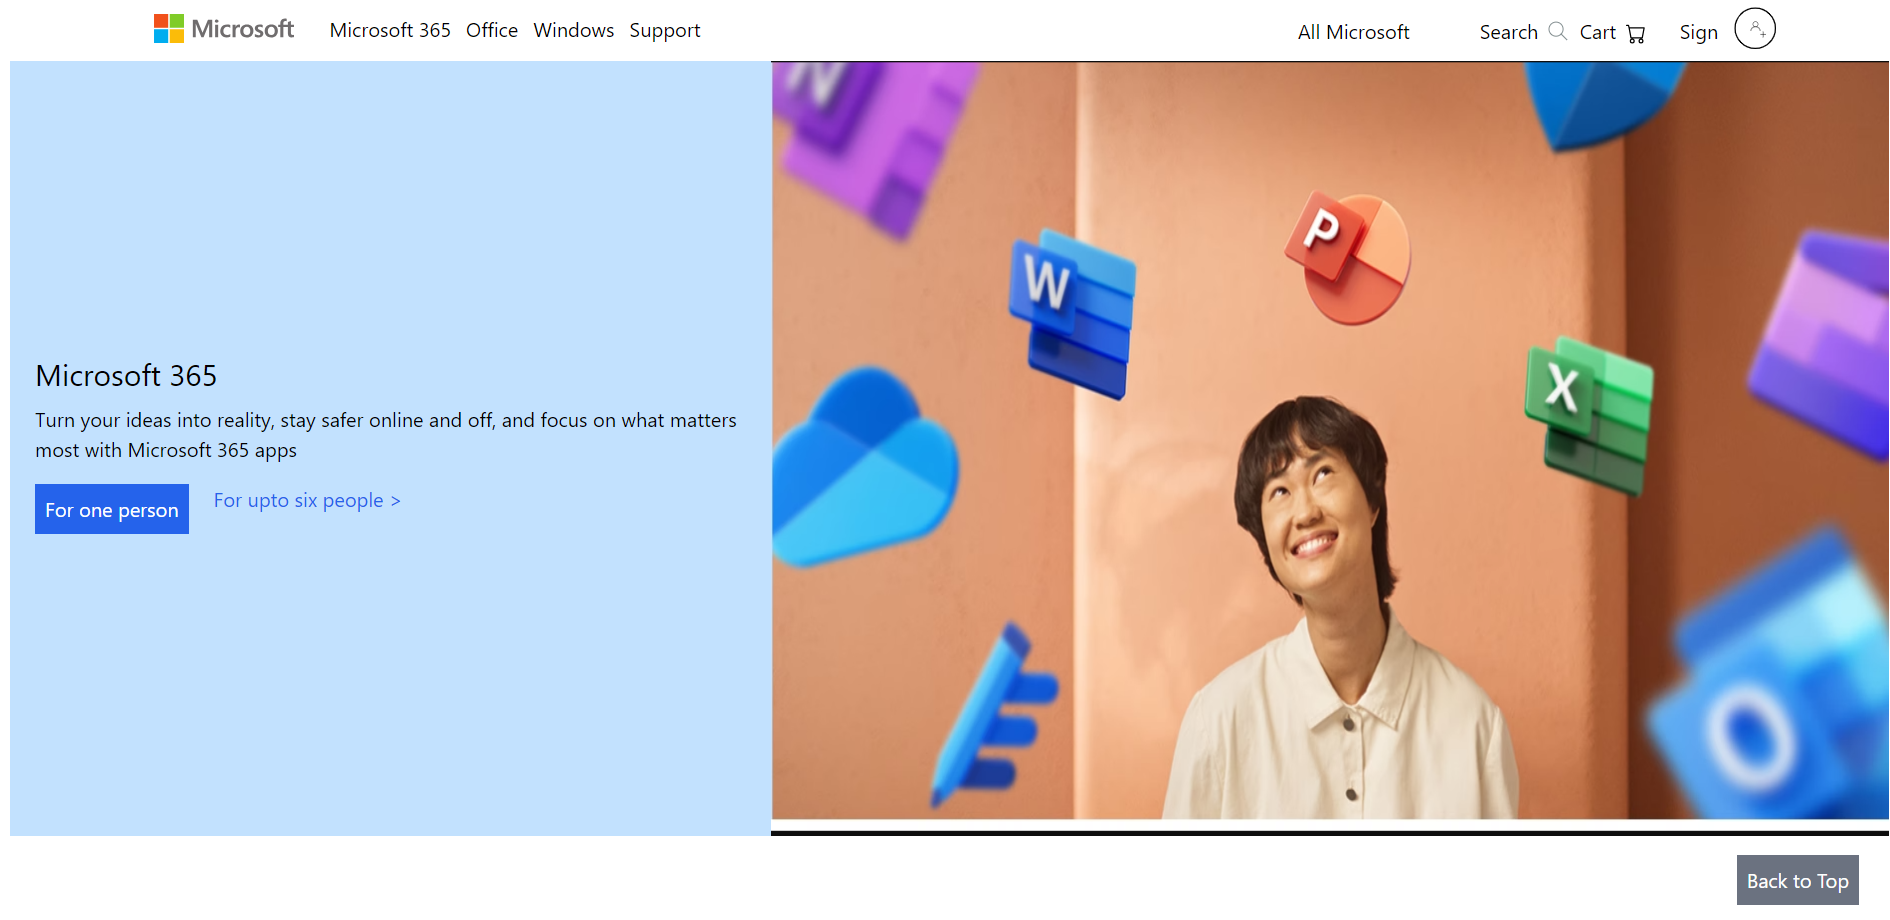 Microsoft Microsoft 365 Office Windows Support All Microsoft Search Cart Sign
N
P
W
X
Microsoft 365
Turn your ideas into reality, stay safer online and off, and focus on what matters
most with Microsoft 365 apps
For one person For upto six people >
O
Back to Top